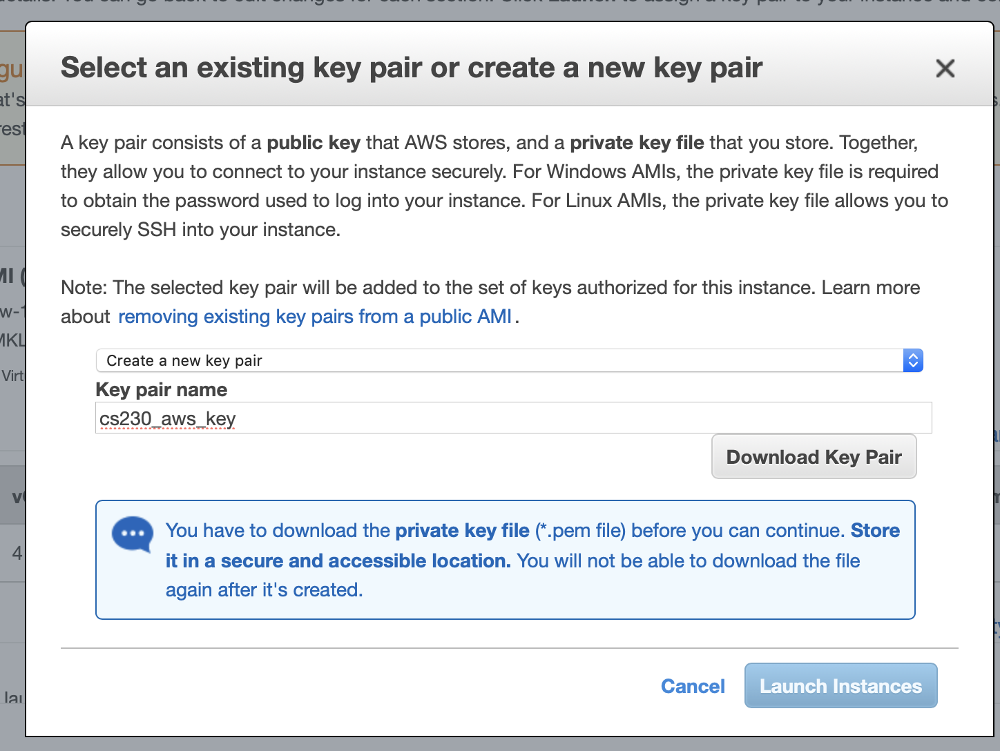 Select an existing key pair or create a new key pair
A key pair consists of a public key that AWS stores, and a private key file that you store. Together,
they allow you to connect to your instance securely. For Windows AMIs, the private key file is required
to obtain the password used to log into your instance. For Linux AMIs, the private key file allows you to
securely SSH into your instance.
Note: The selected key pair will be added to the set of keys authorized for this instance. Learn more
about removing existing key pairs from a public AMI.
Create a new key pair
Key pair name
cs230_aws_key
Download Key Pair
You have to download the private key file (*.pem file) before you can continue. Store
it in a secure and accessible location. You will not be able to download the file
again after it's created.
Cancel
Launch Instances
4